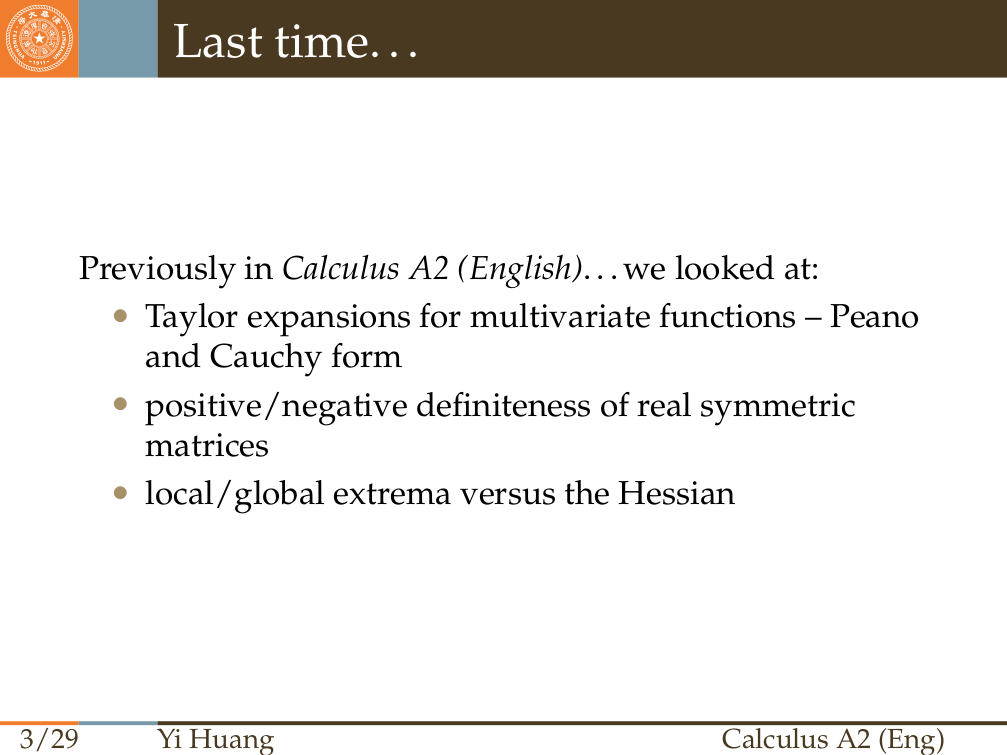 Last time. . .
Previously in Calculus A2 (English). . . we looked at:
• Taylor expansions for multivariate functions – Peano
and Cauchy form
• positive/negative definiteness of real symmetric
matrices
• local/global extrema versus the Hessian
3/29 Yi Huang Calculus A2 (Eng)